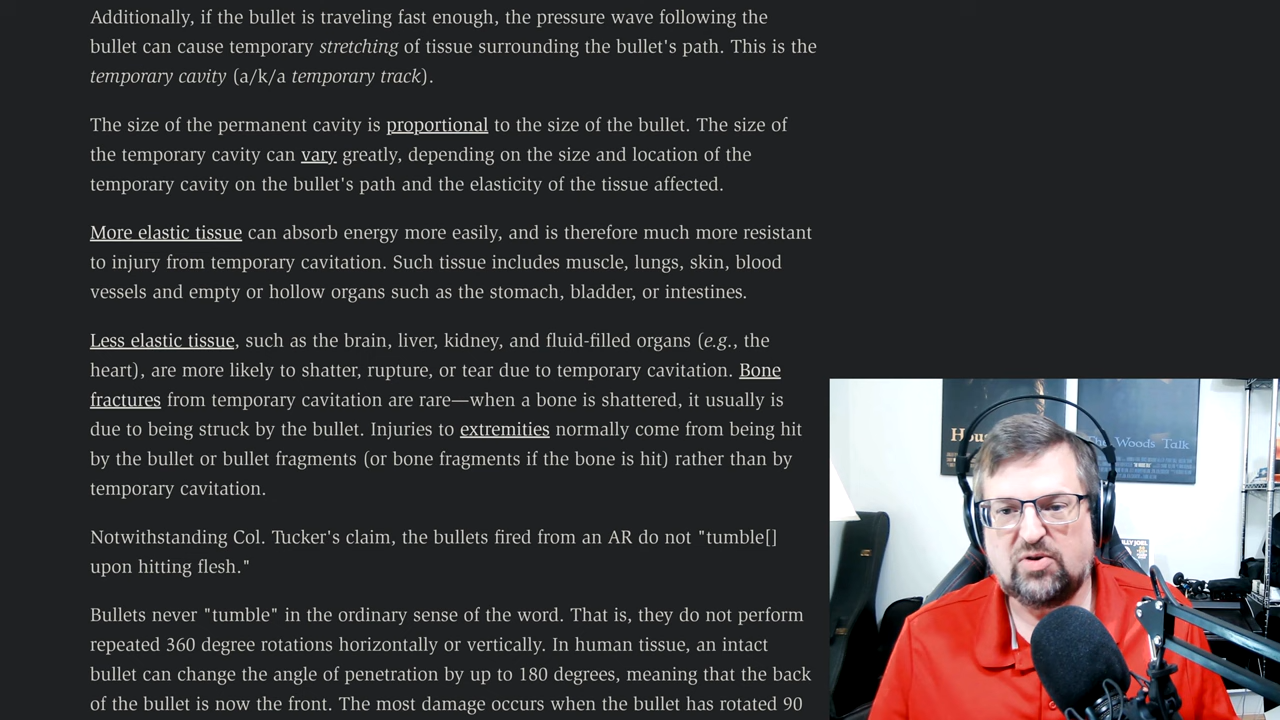 Additionally, if the bullet is traveling fast enough, the pressure wave following the
bullet can cause temporary stretching of tissue surrounding the bullet's path. This is the
temporary cavity (a/k/a temporary track).
The size of the permanent cavity is proportional to the size of the bullet. The size of
the temporary cavity can vary greatly, depending on the size and location of the
temporary cavity on the bullet's path and the elasticity of the tissue affected.
More elastic tissue can absorb energy more easily, and is therefore much more resistant
to injury from temporary cavitation. Such tissue includes muscle, lungs, skin, blood
vessels and empty or hollow organs such as the stomach, bladder, or intestines.
Less elastic tissue, such as the brain, liver, kidney, and fluid-filled organs (e.g., the
heart), are more likely to shatter, rupture, or tear due to temporary cavitation. Bone
fractures from temporary cavitation are rare—when a bone is shattered, it usually is
due to being struck by the bullet. Injuries to extremities normally come from being hit
by the bullet or bullet fragments (or bone fragments if the bone is hit) rather than by
temporary cavitation.
Notwithstanding Col. Tucker's claim, the bullets fired from an AR do not "tumble[]
upon hitting flesh."
Bullets never "tumble" in the ordinary sense of the word. That is, they do not perform
repeated 360 degree rotations horizontally or vertically. In human tissue, an intact
bullet can change the angle of penetration by up to 180 degrees, meaning that the back
of the bullet is now the front. The most damage occurs when the bullet has rotated 90
The Woods Talk